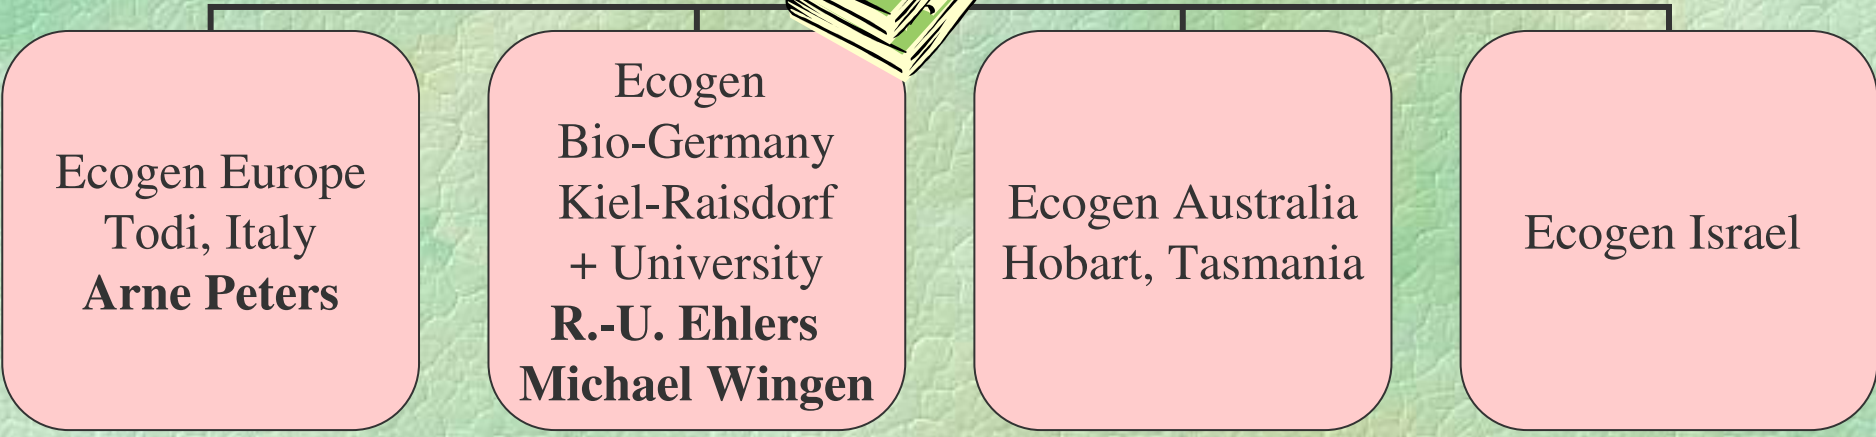 Ecogen Europe
Todi, Italy
Arne Peters
Ecogen
Bio-Germany
Kiel-Raisdorf
+ University
R.-U. Ehlers
Michael Wingen
Ecogen Australia
Hobart, Tasmania
Ecogen Israel